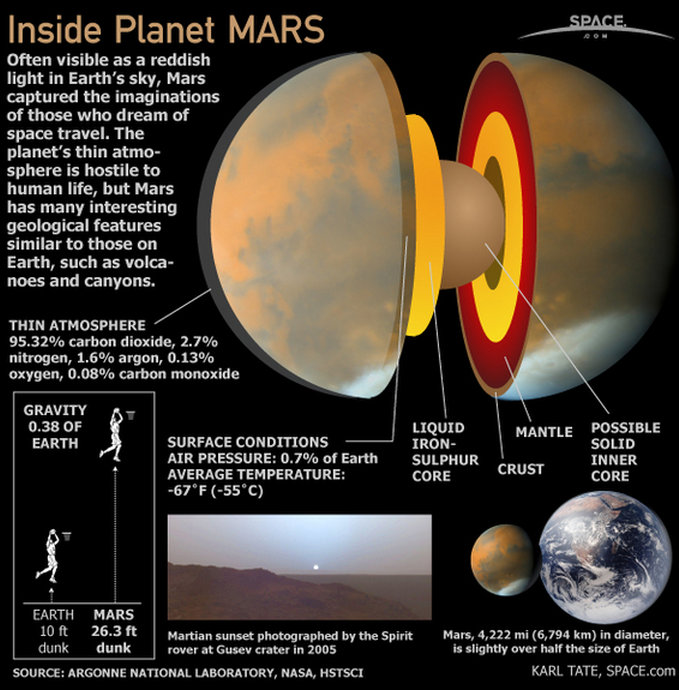 Inside Planet MARS
SPACE.
.COM
Often visible as a reddish
light in Earth's sky, Mars
captured the imaginations
of those who dream of
space travel. The
planet's thin atmo-
sphere is hostile to
human life, but Mars
has many interesting
geological features
similar to those on
Earth, such as volca-
noes and canyons.
THIN ATMOSPHERE
95.32% carbon dioxide, 2.7%
nitrogen, 1.6% argon, 0.13%
oxygen, 0.08% carbon monoxide
GRAVITY
0.38 OF
EARTH
EARTH
10 ft
dunk
MARS
26.3 ft
dunk
SURFACE CONDITIONS
AIR PRESSURE: 0.7% of Earth
AVERAGE TEMPERATURE:
-67˚F (-55˚C)
LIQUID
IRON-
SULPHUR
CORE
CRUST
MANTLE
POSSIBLE
SOLID
INNER
CORE
Martian sunset photographed by the Spirit
rover at Gusev crater in 2005
Mars, 4,222 mi (6,794 km) in diameter,
is slightly over half the size of Earth
SOURCE: ARGONNE NATIONAL LABORATORY, NASA, HSTSCI
KARL TATE, SPACE.com